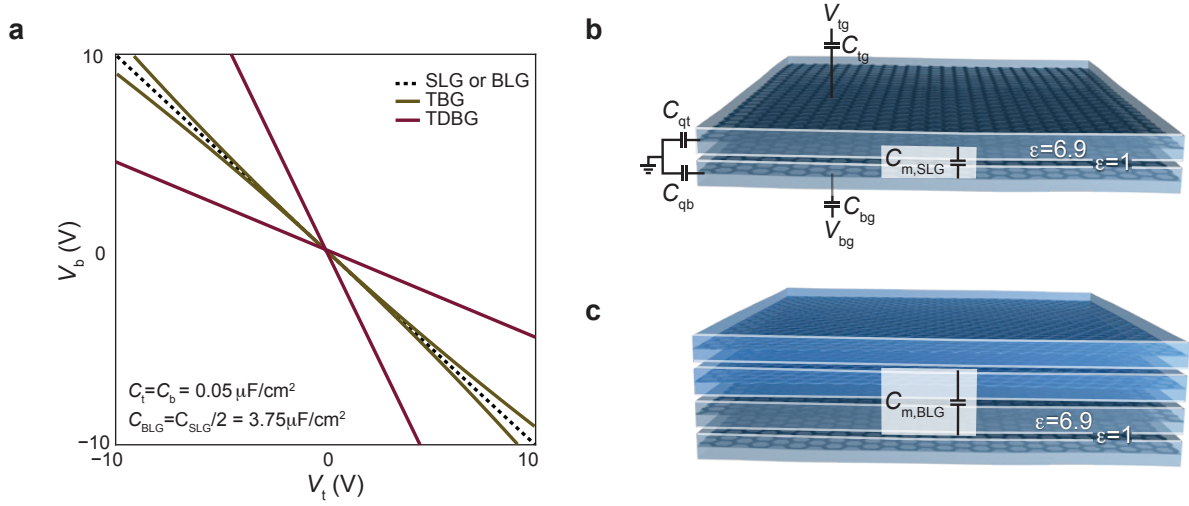 a
10
0
−10
V_b (V)
−10
0
10
V_t (V)
SLG or BLG
TBG
TDBG
C_t=C_b = 0.05 μF/cm²
C_BLG=C_SLG/2 = 3.75μF/cm²
b
V_tg
C_tg
C_qt
C_qb
C_m,SLG
ε=6.9
ε=1
C_bg
V_bg
c
C_m,BLG
ε=6.9
ε=1